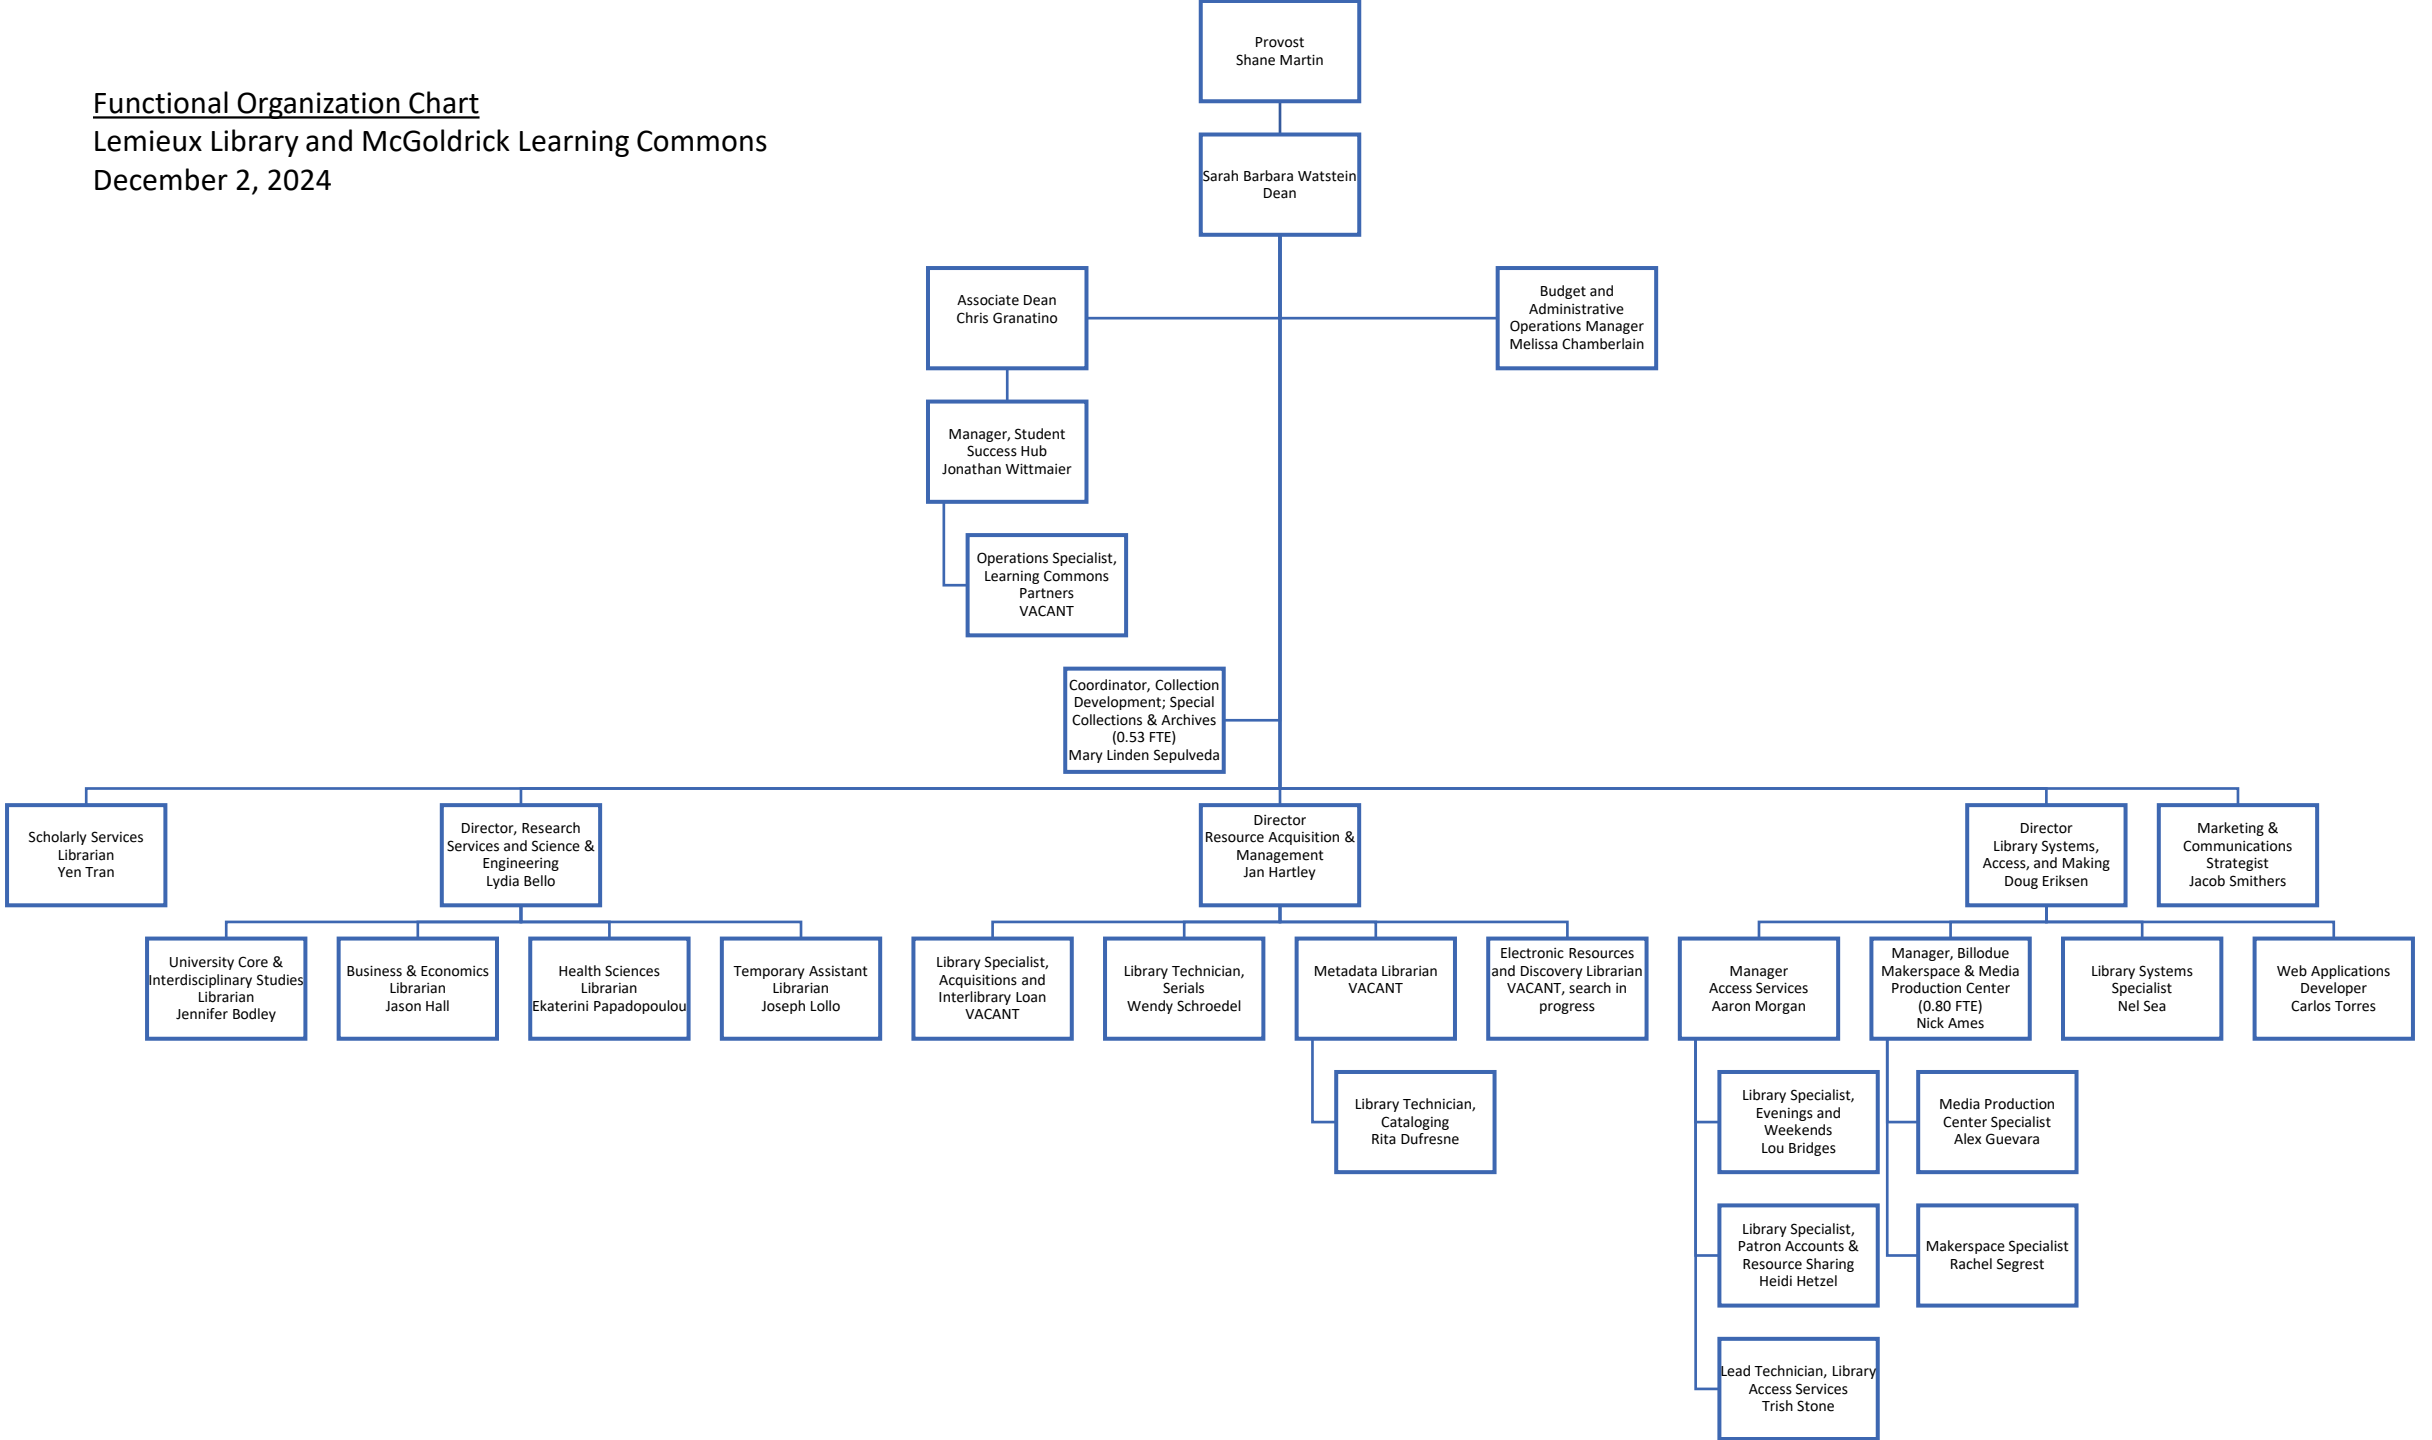 Functional Organization Chart
Lemieux Library and McGoldrick Learning Commons
December 2, 2024
Provost
Shane Martin
Sarah Barbara Watstein
Dean
Associate Dean
Chris Granatino
Budget and
Administrative
Operations Manager
Melissa Chamberlain
Manager, Student
Success Hub
Jonathan Wittmaier
Operations Specialist,
Learning Commons
Partners
VACANT
Coordinator, Collection
Development; Special
Collections & Archives
(0.53 FTE)
Mary Linden Sepulveda
Scholarly Services
Librarian
Yen Tran
Director, Research
Services and Science &
Engineering
Lydia Bello
Director
Resource Acquisition &
Management
Jan Hartley
Director
Library Systems,
Access, and Making
Doug Eriksen
Marketing &
Communications
Strategist
Jacob Smithers
University Core &
Interdisciplinary Studies
Librarian
Jennifer Bodley
Business & Economics
Librarian
Jason Hall
Health Sciences
Librarian
Ekaterini Papadopoulou
Temporary Assistant
Librarian
Joseph Lollo
Library Specialist,
Acquisitions and
Interlibrary Loan
VACANT
Library Technician,
Serials
Wendy Schroedel
Metadata Librarian
VACANT
Electronic Resources
and Discovery Librarian
VACANT, search in
progress
Manager
Access Services
Aaron Morgan
Manager, Billodue
Makerspace & Media
Production Center
(0.80 FTE)
Nick Ames
Library Systems
Specialist
Nel Sea
Web Applications
Developer
Carlos Torres
Library Technician,
Cataloging
Rita Dufresne
Library Specialist,
Evenings and
Weekends
Lou Bridges
Media Production
Center Specialist
Alex Guevara
Library Specialist,
Patron Accounts &
Resource Sharing
Heidi Hetzel
Makerspace Specialist
Rachel Segrest
Lead Technician, Library
Access Services
Trish Stone